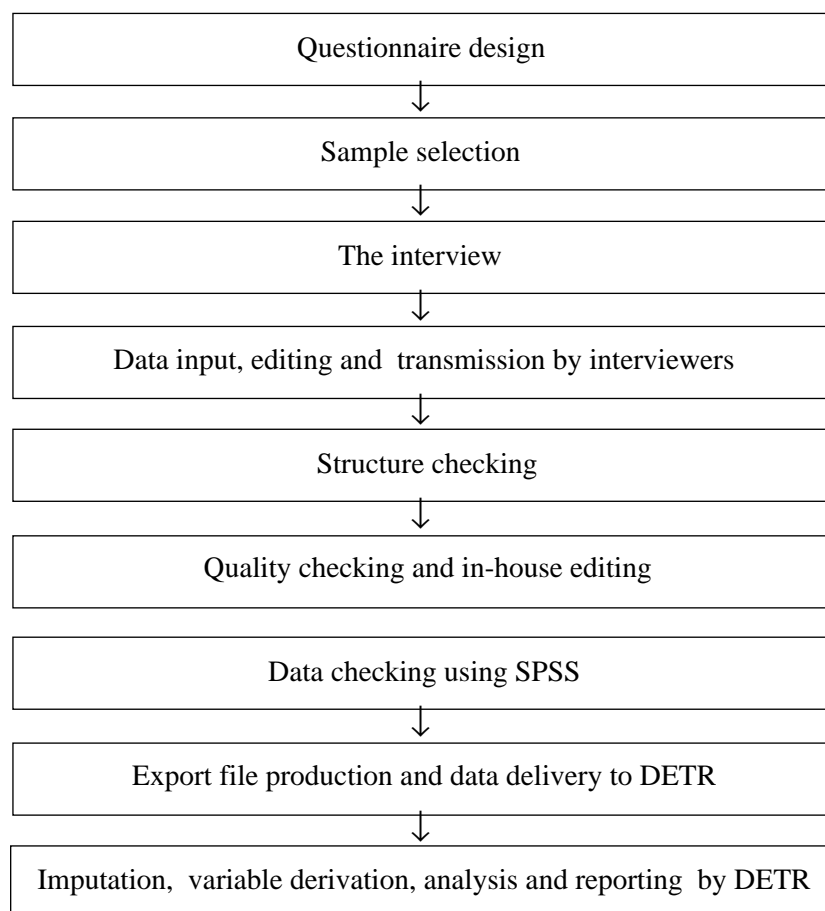 Questionnaire design
Sample selection
The interview
Data input, editing and  transmission by interviewers
Structure checking
Quality checking and in-house editing
Data checking using SPSS
Export file production and data delivery to DETR
Imputation,  variable derivation, analysis and reporting  by DETR